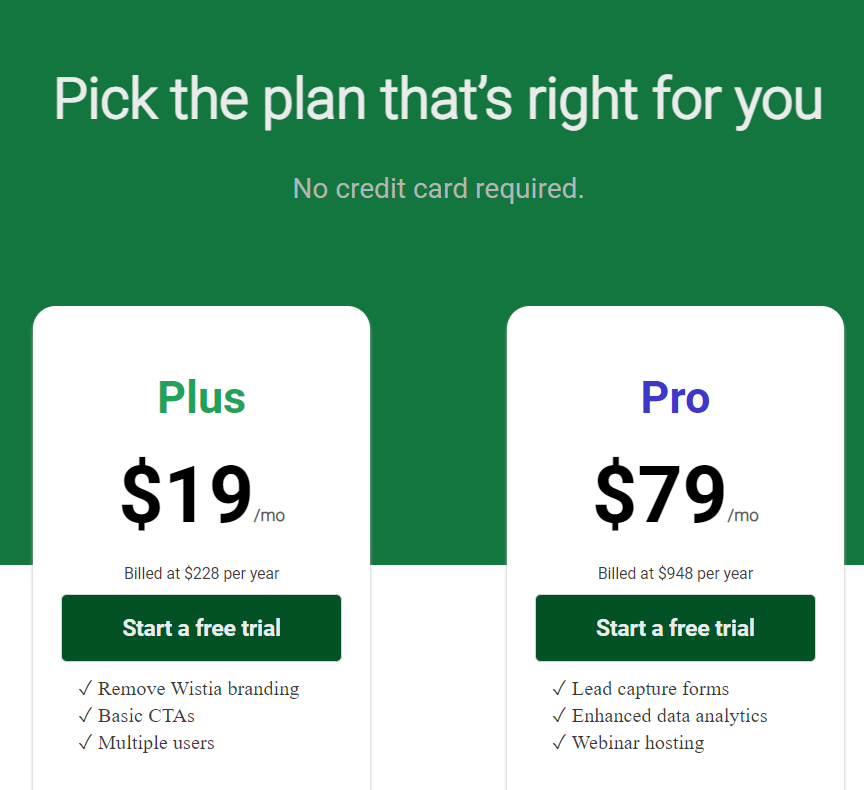 Pick the plan that’s right for you
No credit card required.
Plus
$19/mo
Billed at $228 per year
Start a free trial
✓ Remove Wistia branding
✓ Basic CTAs
✓ Multiple users
Pro
$79/mo
Billed at $948 per year
Start a free trial
✓ Lead capture forms
✓ Enhanced data analytics
✓ Webinar hosting